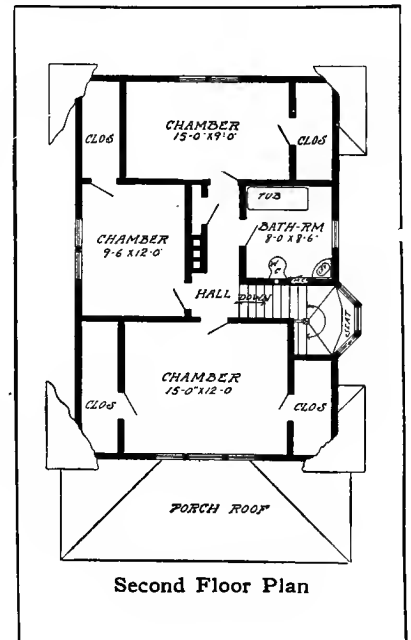 CHAMBER
15-0"X9'0"
CLOS
CLOS
TUB
CHAMBER
9-6 X 12-0"
BATH-RM
8-0 X 8-6"
W.C.
HALL
DOWN
SEAT
CHAMBER
15-0"X12-0
CLOS
CLOS
PORCH ROOF
Second Floor Plan